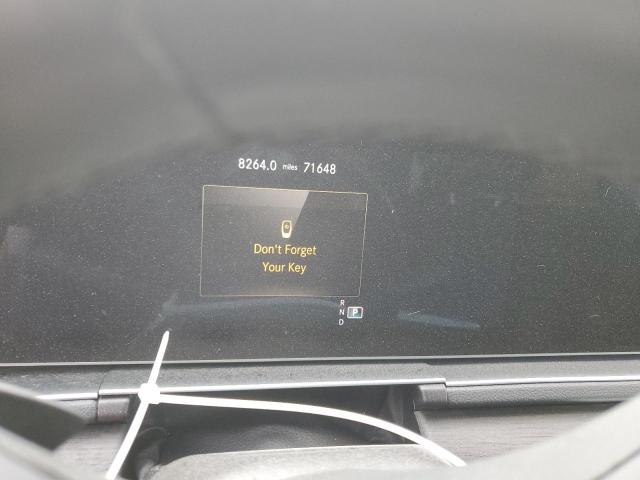 8264.0 miles 71648
Don't Forget
Your Key
R
N P
D